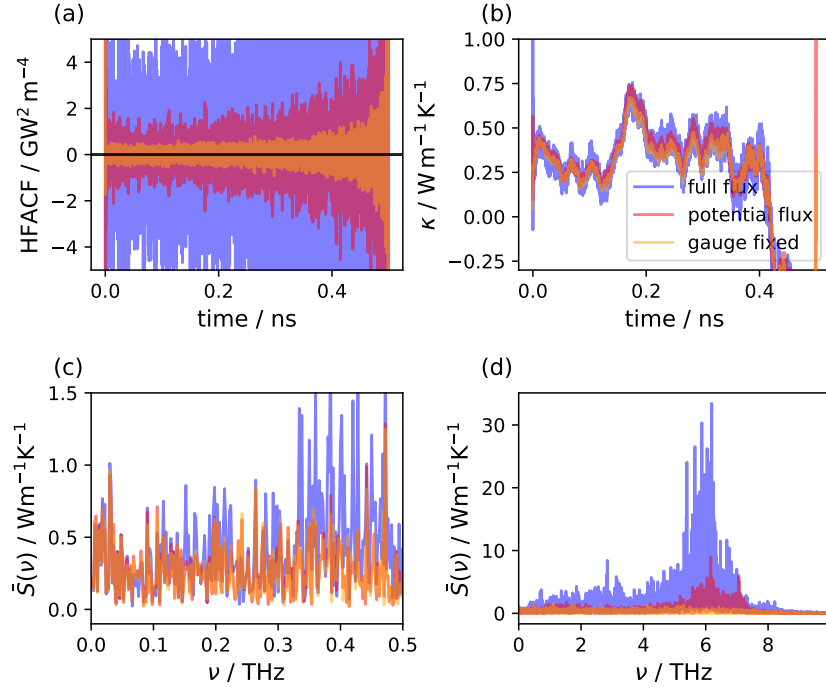 (a)
HFACF / GW² m⁻⁴
4
2
0
−2
−4
0.0 0.2 0.4
time / ns
(b)
κ / W m⁻¹ K⁻¹
1.00
0.75
0.50
0.25
0.00
−0.25
0.0 0.2 0.4
time / ns
full flux
potential flux
gauge fixed
(c)
S̄(ν) / Wm⁻¹K⁻¹
1.5
1.0
0.5
0.0
0.0 0.1 0.2 0.3 0.4 0.5
ν / THz
(d)
S̄(ν) / Wm⁻¹K⁻¹
30
20
10
0
0 2 4 6 8
ν / THz